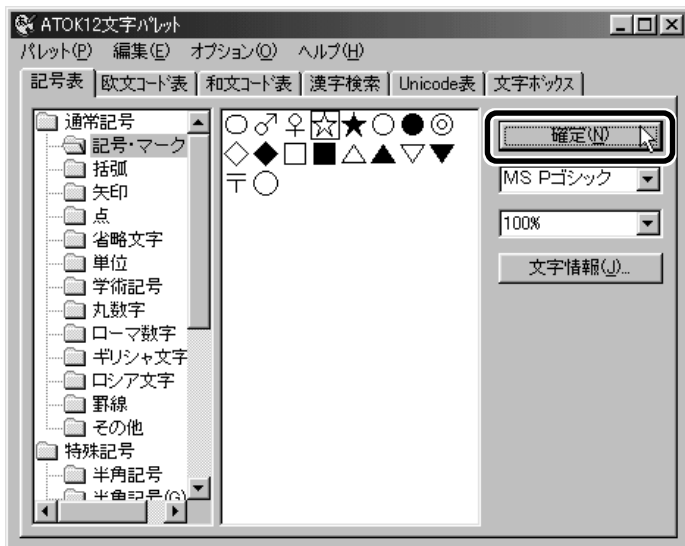 ATOK12文字パレット
パレット(P) 編集(E) オプション(O) ヘルプ(H)
記号表 欧文コード表 和文コード表 漢字検索 Unicode表 文字ボックス
通常記号
記号・マーク
括弧
矢印
点
省略文字
単位
学術記号
丸数字
ローマ数字
ギリシャ文字
ロシア文字
罫線
その他
特殊記号
半角記号
半角記号(G)
○♂♀☆★○●◎
◇◆□■△▲▽▼
〒◯
確定(N)
MS Pゴシック
100%
文字情報(J)...